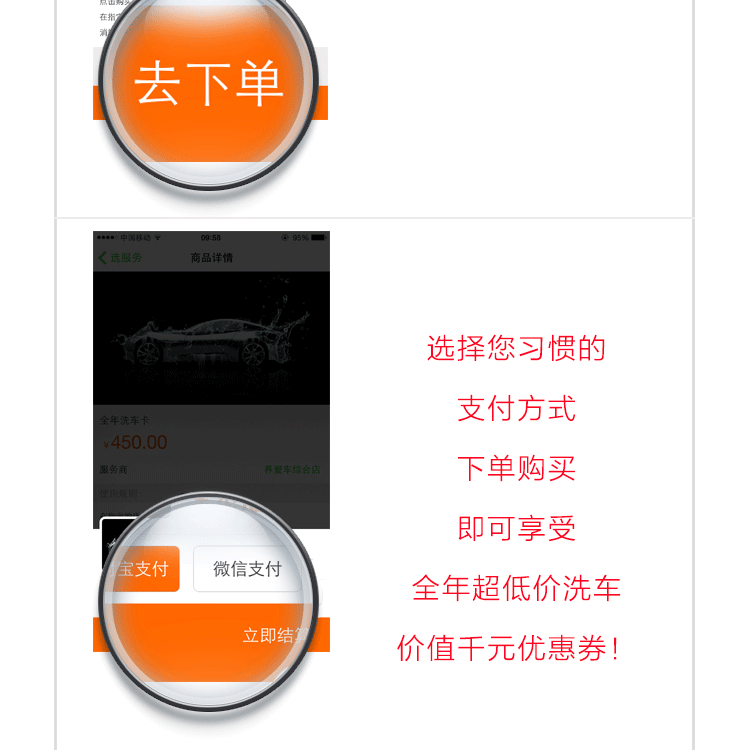 点击购买
在指定
去下单
中国移动
09:58
95%
选服务
商品详情
全年洗车卡
¥450.00
服务商
养爱车综合店
使用规则
宝支付
微信支付
立即结算
选择您习惯的
支付方式
下单购买
即可享受
全年超低价洗车
价值千元优惠券!